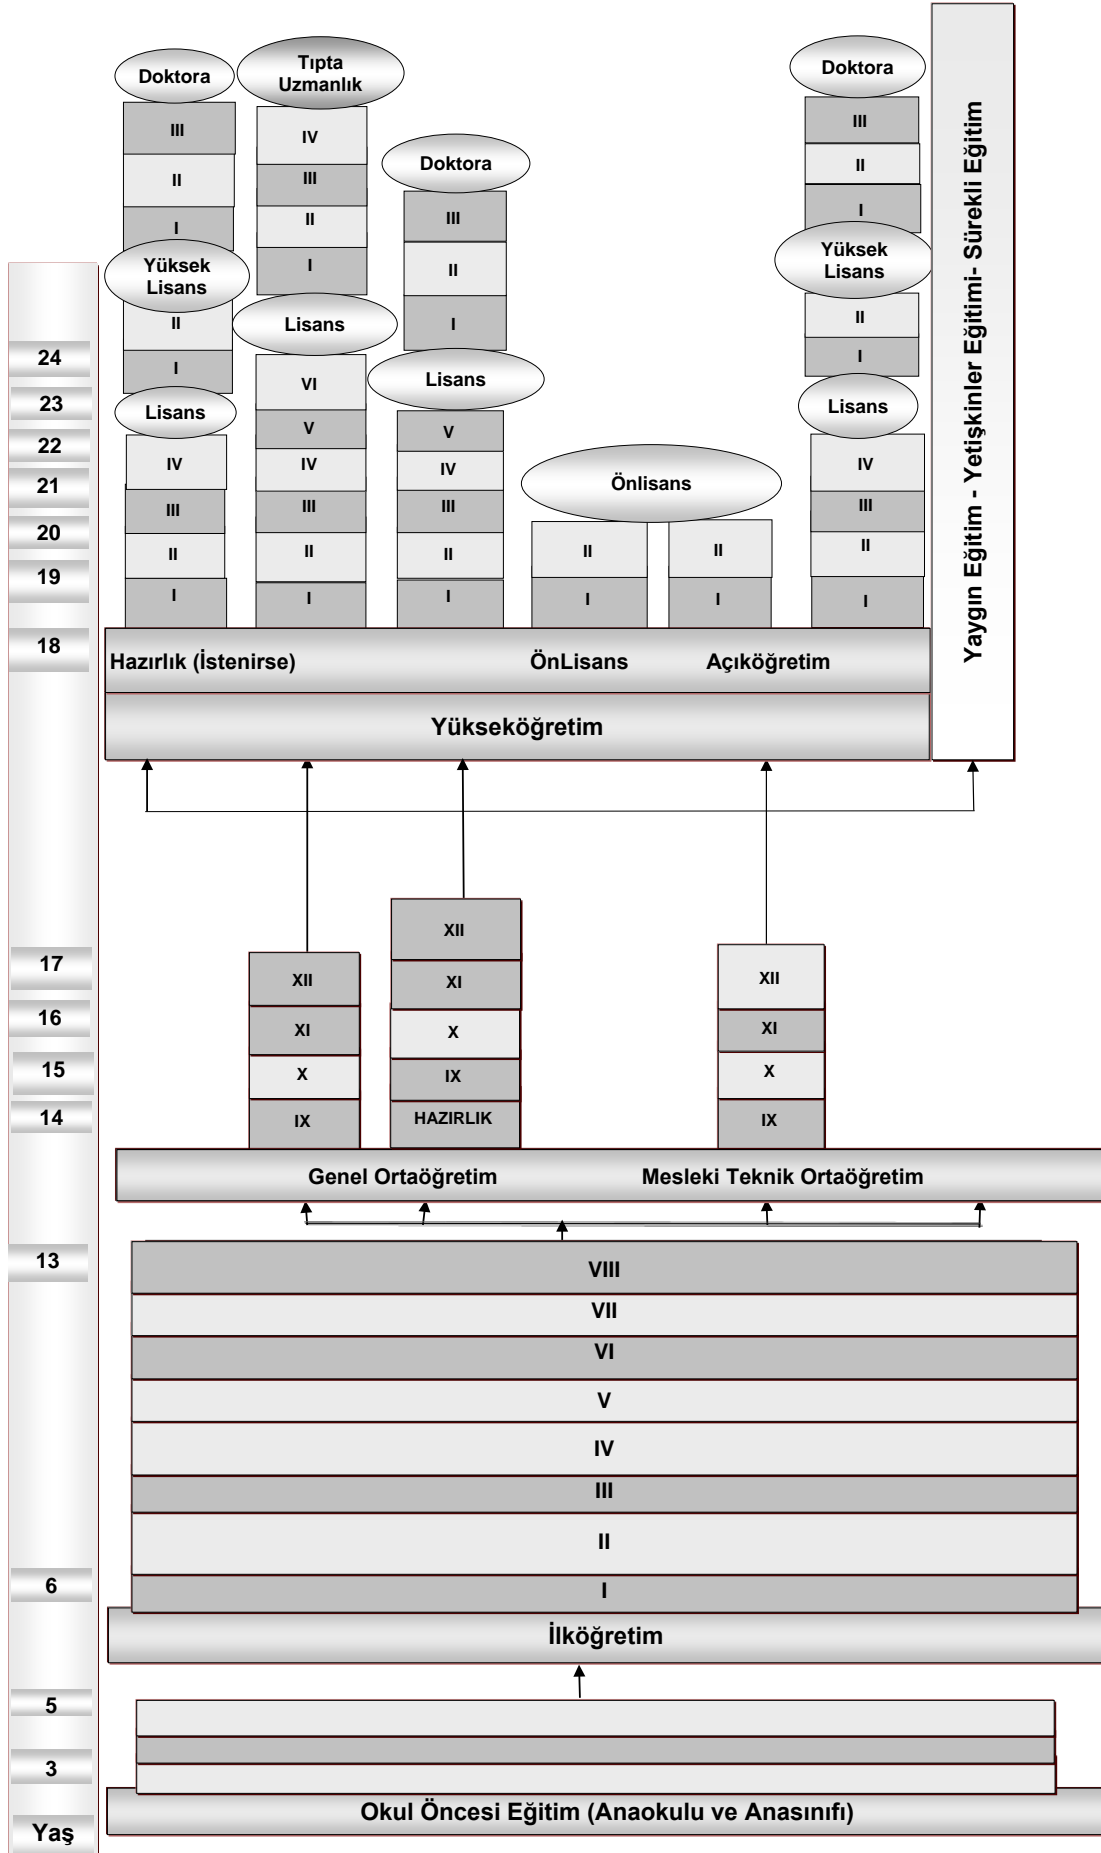 Doktora
III
II
I
Yüksek
Lisans
II
I
Lisans
IV
III
II
I
Tıpta
Uzmanlık
IV
III
II
I
Lisans
VI
V
IV
III
II
I
Doktora
III
II
I
Lisans
V
IV
III
II
I
Önlisans
II
I
II
I
Doktora
III
II
I
Yüksek
Lisans
II
I
Lisans
IV
III
II
I
Yaygın Eğitim - Yetişkinler Eğitimi- Sürekli Eğitim
24
23
22
21
20
19
18
Hazırlık (İstenirse)
ÖnLisans
Açıköğretim
Yükseköğretim
17
16
15
14
XII
XI
X
IX
XII
XI
X
IX
HAZIRLIK
XII
XI
X
IX
Genel Ortaöğretim
Mesleki Teknik Ortaöğretim
13
VIII
VII
VI
V
IV
III
II
6
I
İlköğretim
5
3
Okul Öncesi Eğitim (Anaokulu ve Anasınıfı)
Yaş